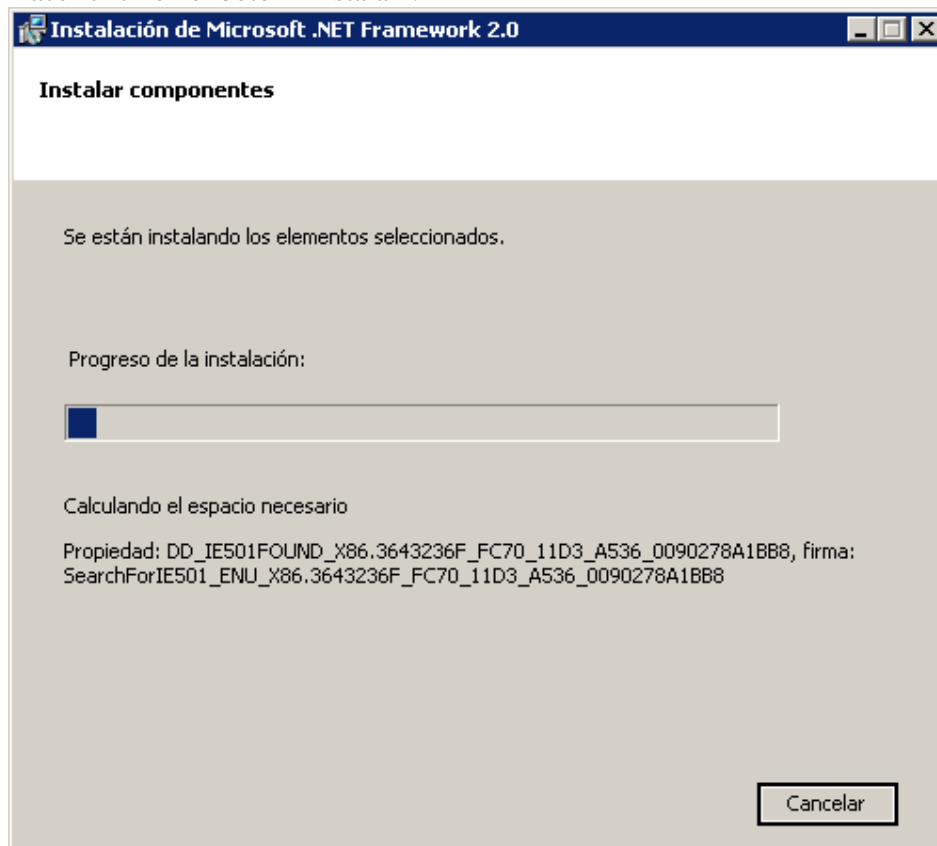 Instalación de Microsoft .NET Framework 2.0
Instalar componentes
Se están instalando los elementos seleccionados.
Progreso de la instalación:
Calculando el espacio necesario
Propiedad: DD_IE501FOUND_X86.3643236F_FC70_11D3_A536_0090278A1BB8, firma:
SearchForIE501_ENU_X86.3643236F_FC70_11D3_A536_0090278A1BB8
Cancelar